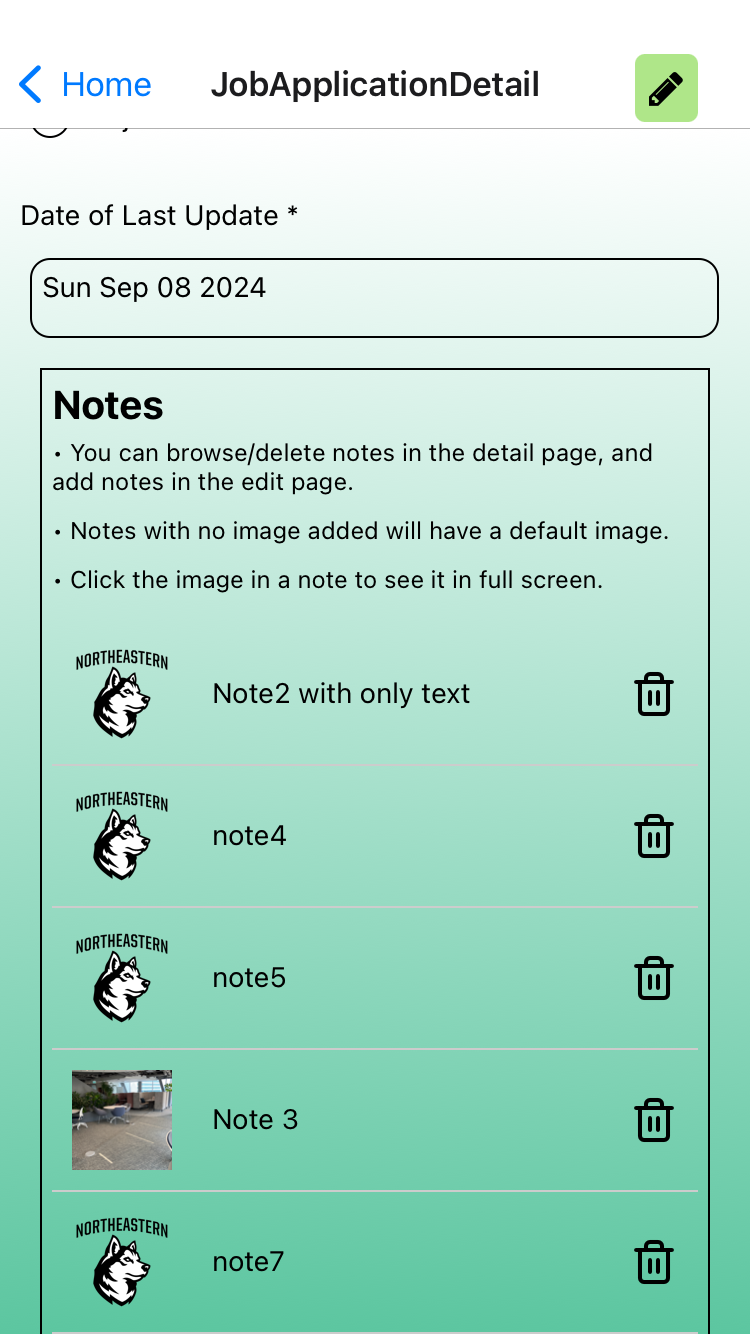 Home
JobApplicationDetail
Date of Last Update *
Sun Sep 08 2024
Notes
• You can browse/delete notes in the detail page, and
add notes in the edit page.
• Notes with no image added will have a default image.
• Click the image in a note to see it in full screen.
NORTHEASTERN
Note2 with only text
NORTHEASTERN
note4
NORTHEASTERN
note5
Note 3
NORTHEASTERN
note7